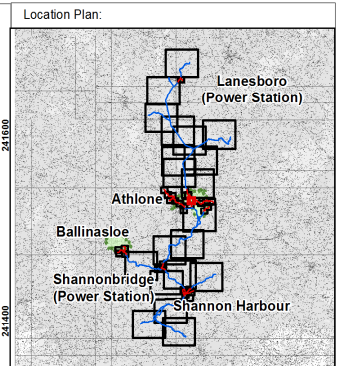 Location Plan:
Lanesboro
(Power Station)
241600
Athlone
Ballinasloe
Shannonbridge
(Power Station)
Shannon Harbour
241400